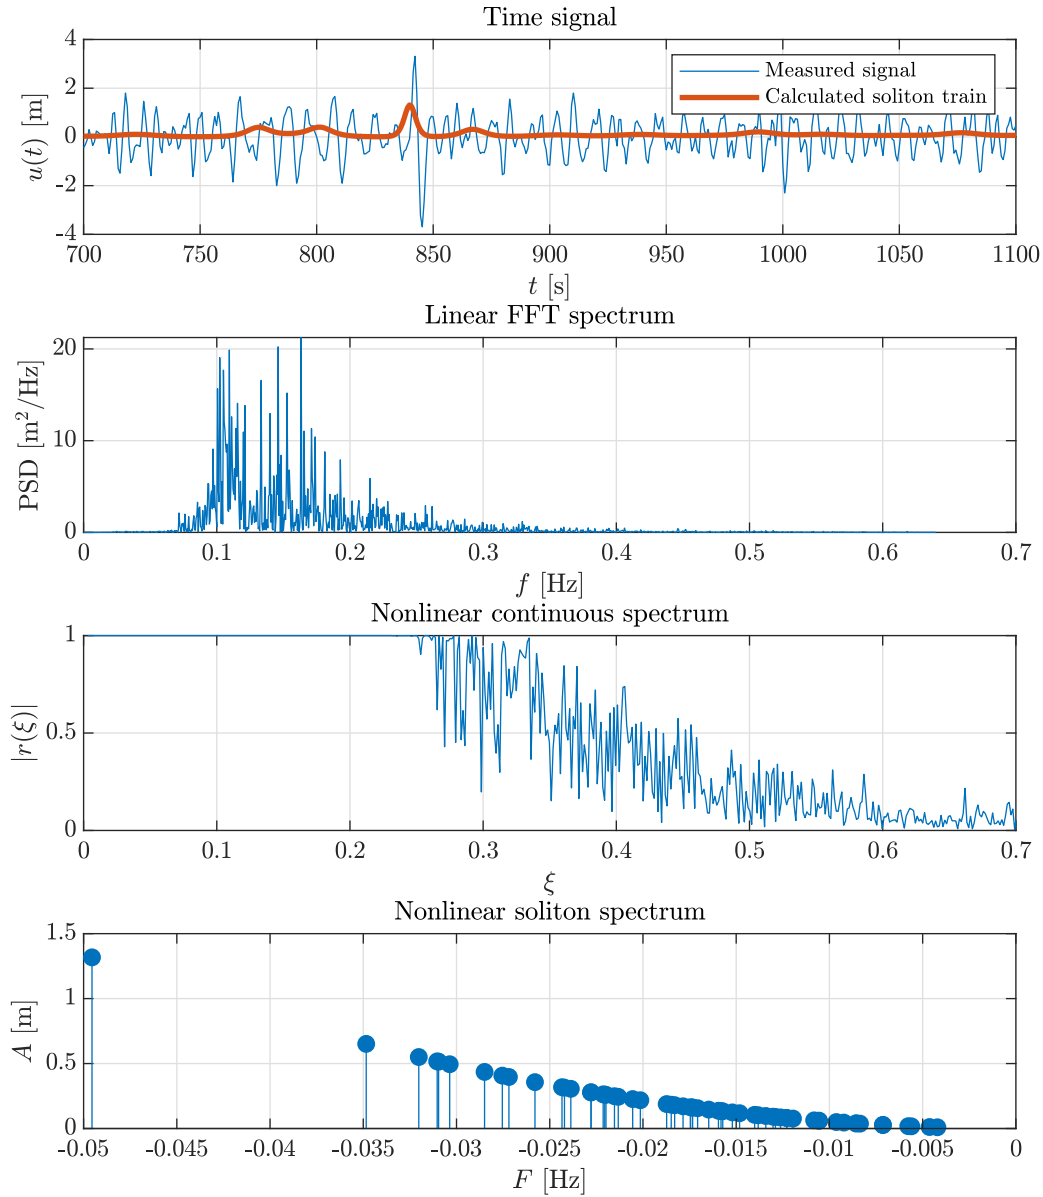 Time signal
4
2
0
-2
-4
u(t) [m]
Measured signal
Calculated soliton train
700 750 800 850 900 950 1000 1050 1100
t [s]
Linear FFT spectrum
20
10
0
PSD [m²/Hz]
0 0.1 0.2 0.3 0.4 0.5 0.6 0.7
f [Hz]
Nonlinear continuous spectrum
1
0.5
0
|r(ξ)|
0 0.1 0.2 0.3 0.4 0.5 0.6 0.7
ξ
Nonlinear soliton spectrum
1.5
1
0.5
0
A [m]
-0.05 -0.045 -0.04 -0.035 -0.03 -0.025 -0.02 -0.015 -0.01 -0.005 0
F [Hz]